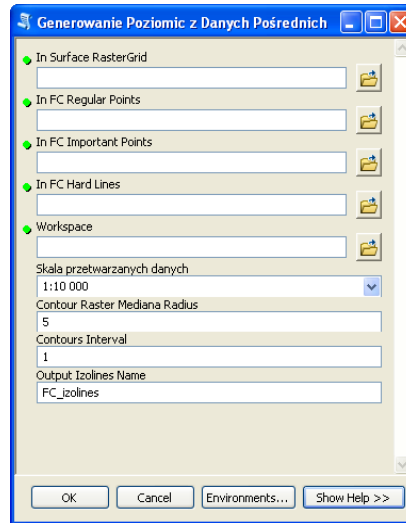 Generowanie Poziomic z Danych Pośrednich
In Surface RasterGrid
In FC Regular Points
In FC Important Points
In FC Hard Lines
Workspace
Skala przetwarzanych danych
1:10 000
Contour Raster Mediana Radius
5
Contours Interval
1
Output Izolines Name
FC_izolines
OK
Cancel
Environments...
Show Help >>